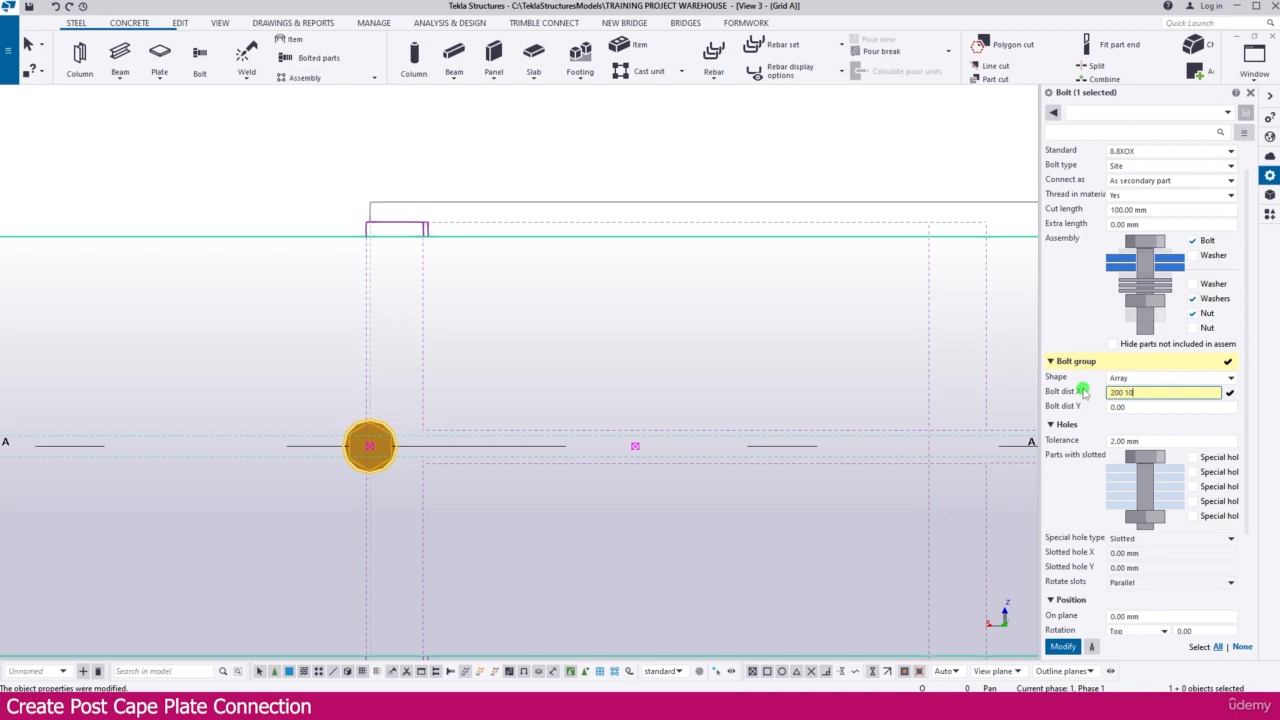 Tekla Structures - C:\TeklaStructuresModels\TRAINING PROJECT WAREHOUSE - [View 3 - (Grid A)]
Log in
STEEL CONCRETE EDIT VIEW DRAWINGS & REPORTS MANAGE ANALYSIS & DESIGN TRIMBLE CONNECT NEW BRIDGE BRIDGES FORMWORK
Quick Launch
Column Beam Plate Bolt Weld
Item
Bolted parts
Assembly
Column Beam Panel Slab Footing
Item
Cast unit
Rebar
Rebar set
Rebar display
options
Pour view
Pour break
Calculate pour units
Polygon cut
Line cut
Part cut
Fit part end
Split
Combine
Window
Bolt (1 selected)
Standard 8.8XOX
Bolt type Site
Connect as As secondary part
Thread in materia Yes
Cut length 100.00 mm
Extra length 0.00 mm
Assembly
Bolt
Washer
Washer
Washers
Nut
Nut
Hide parts not included in assem
Bolt group
Shape Array
Bolt dist X 200 10
Bolt dist Y 0.00
Holes
Tolerance 2.00 mm
Parts with slotted
Special hol
Special hol
Special hol
Special hol
Special hol
Special hole type Slotted
Slotted hole X 0.00 mm
Slotted hole Y 0.00 mm
Rotate slots Parallel
Position
On plane 0.00 mm
Rotation Top 0.00
Modify Select All None
A A
z
x
Unnamed Search in model standard Auto View plane Outline planes
The object properties were modified. O 0 Pan Current phase: 1, Phase 1 1 + 0 objects selected
Create Post Cape Plate Connection
ûdemy